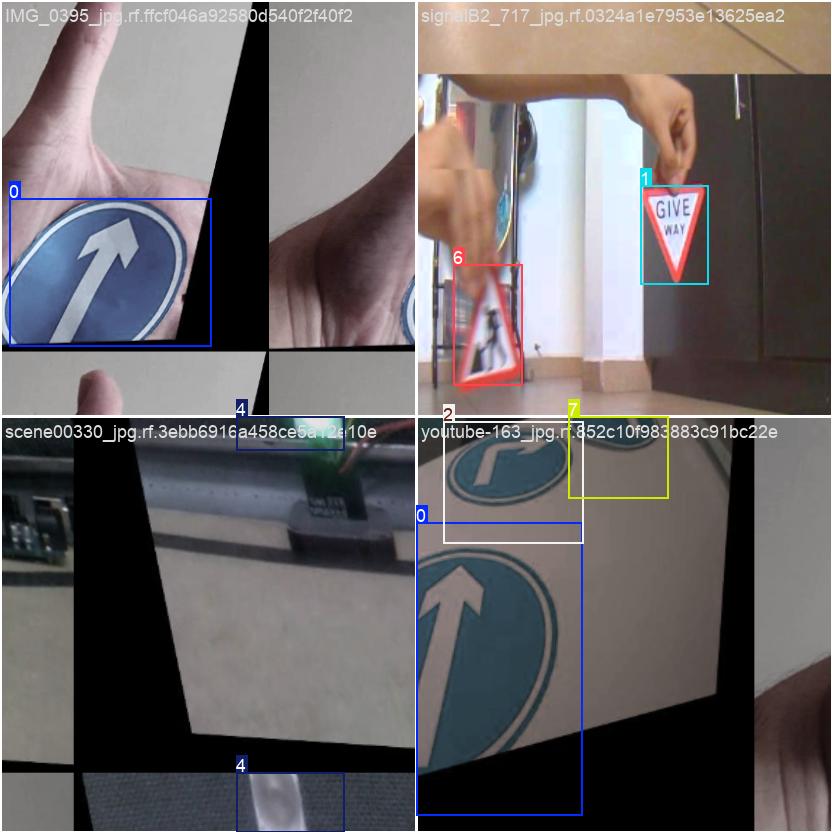 IMG_0395_jpg.rf.ffcf046a92580d540f2f40f2
0
signalB2_717_jpg.rf.0324a1e7953e13625ea2
1
GIVE
WAY
6
4
scene00330_jpg.rf.3ebb6916a458ce5a12e10e
4
2
7
youtube-163_jpg.rf.852c10f983883c91bc22e
0